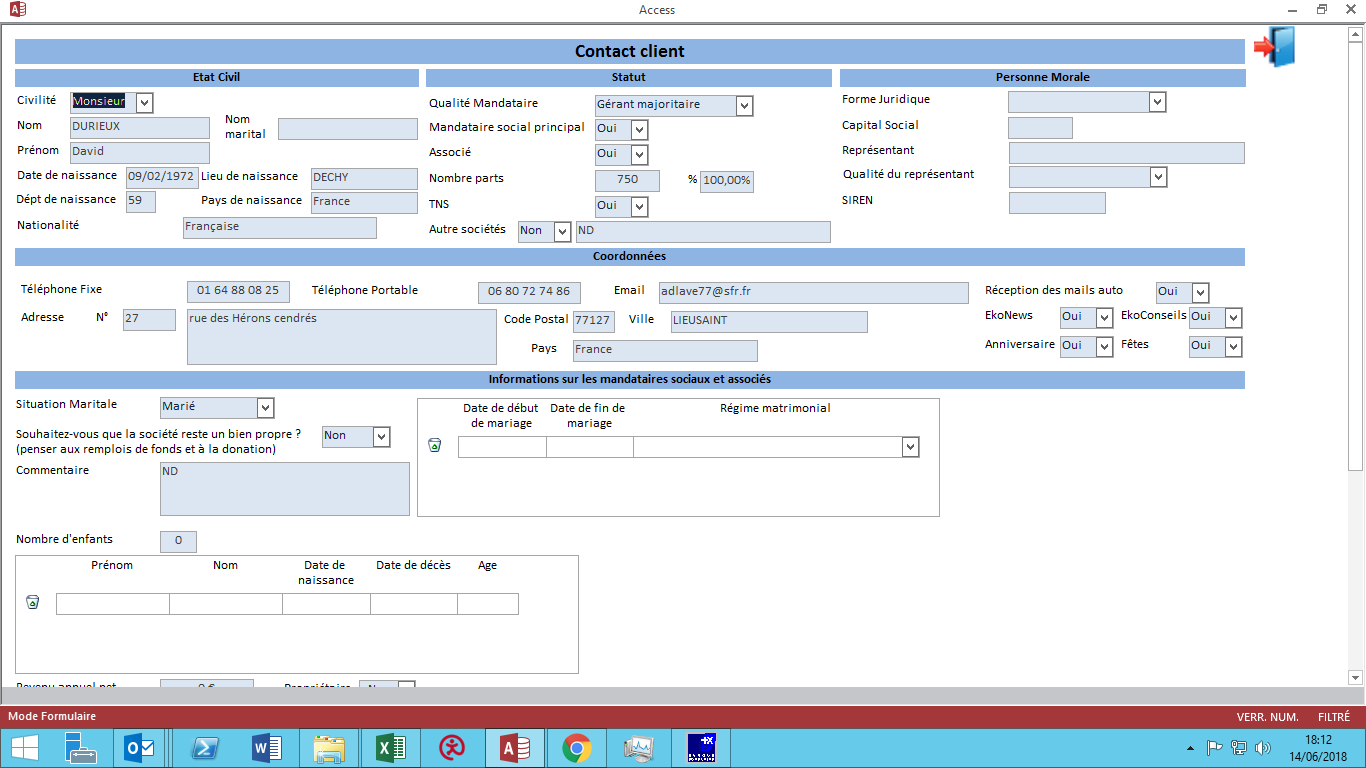 Access
Contact client
Etat Civil
Statut
Personne Morale
Civilité Monsieur
Nom DURIEUX Nom marital
Prénom David
Date de naissance 09/02/1972 Lieu de naissance DECHY
Dépt de naissance 59 Pays de naissance France
Nationalité Française
Qualité Mandataire Gérant majoritaire
Mandataire social principal Oui
Associé Oui
Nombre parts 750 % 100,00%
TNS Oui
Autre sociétés Non ND
Forme Juridique
Capital Social
Représentant
Qualité du représentant
SIREN
Coordonnées
Téléphone Fixe 01 64 88 08 25 Téléphone Portable 06 80 72 74 86 Email adlave77@sfr.fr Réception des mails auto Oui
Adresse N° 27 rue des Hérons cendrés Code Postal 77127 Ville LIEUSAINT EkoNews Oui EkoConseils Oui
Pays France Anniversaire Oui Fêtes Oui
Informations sur les mandataires sociaux et associés
Situation Maritale Marié
Souhaitez-vous que la société reste un bien propre ? Non
(penser aux remplois de fonds et à la donation)
Commentaire ND
Date de début de mariage Date de fin de mariage Régime matrimonial
Nombre d'enfants 0
Prénom Nom Date de naissance Date de décès Age
Revenu annuel net 0 € Propriétaire
Mode Formulaire VERR. NUM. FILTRÉ
18:12
14/06/2018